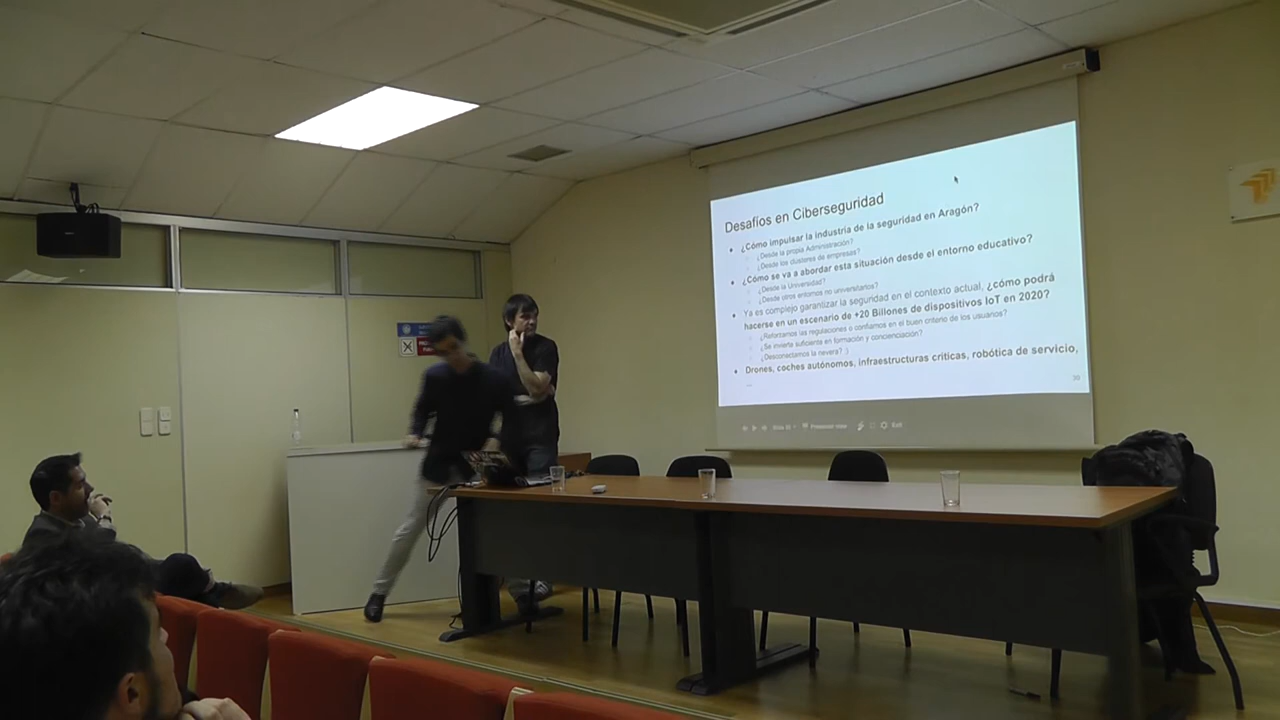 Desafíos en Ciberseguridad
● ¿Cómo impulsar la industria de la seguridad en Aragón?
○ ¿Desde la propia Administración?
○ ¿Desde los clusteres de empresas?
● ¿Cómo se va a abordar esta situación desde el entorno educativo?
○ ¿Desde la Universidad?
○ ¿Desde otros entornos no universitarios?
● Ya es complejo garantizar la seguridad en el contexto actual, ¿cómo podrá
hacerse en un escenario de +20 Billones de dispositivos IoT en 2020?
○ ¿Reforzamos las regulaciones o confiamos en el buen criterio de los usuarios?
○ ¿Se invierte suficiente en formación y concienciación?
○ ¿Desconectamos la nevera? :)
● Drones, coches autónomos, infraestructuras críticas, robótica de servicio,
...